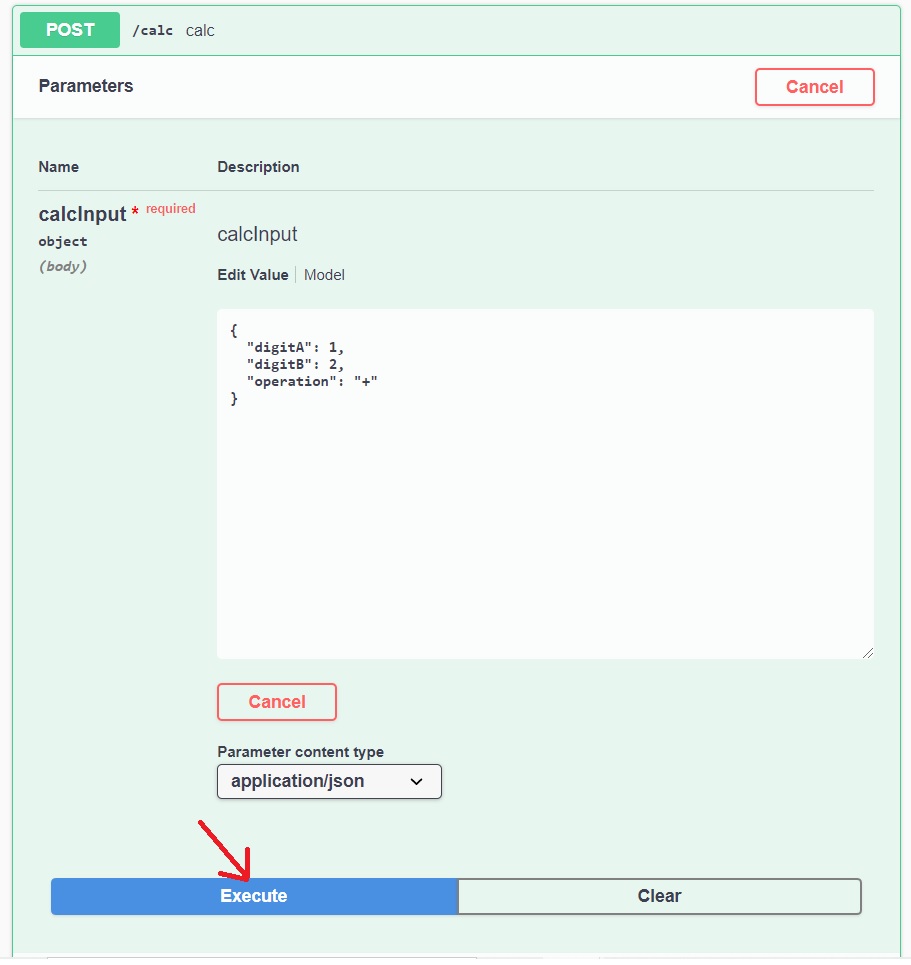 POST /calc calc
Parameters Cancel
Name Description
calcInput * required
object
(body)
calcInput
Edit Value Model
{
"digitA": 1,
"digitB": 2,
"operation": "+"
}
Cancel
Parameter content type
application/json
Execute Clear